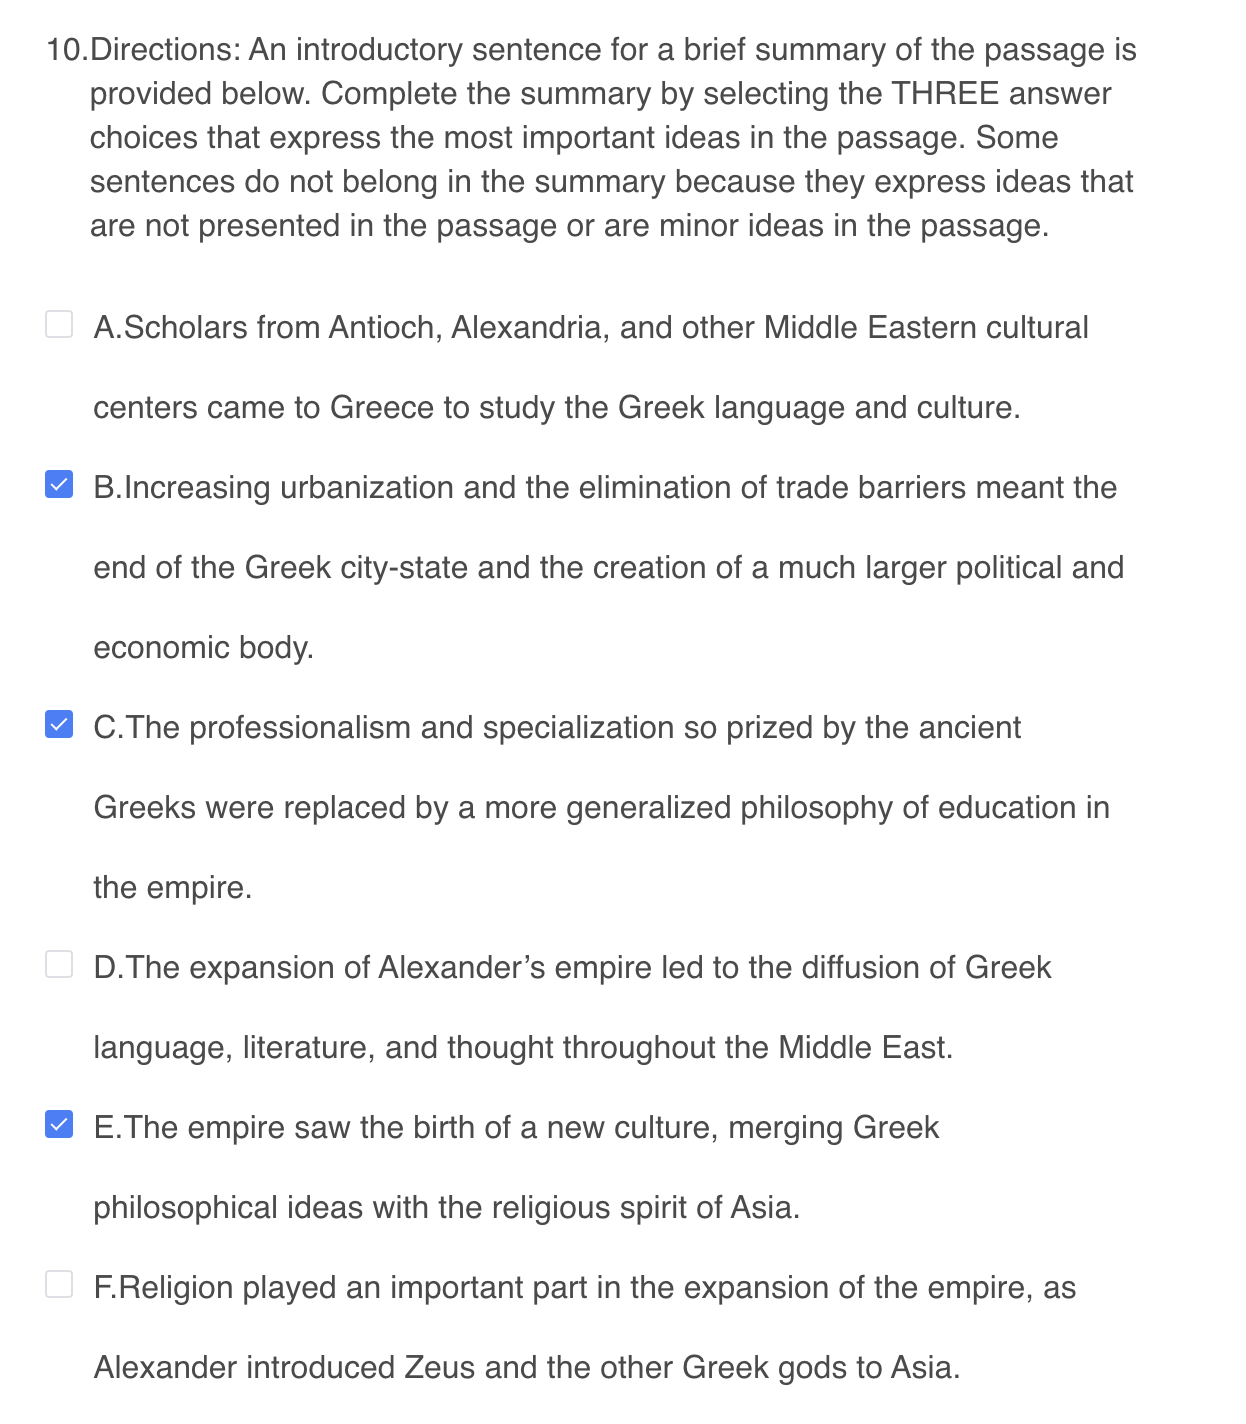 10.Directions: An introductory sentence for a brief summary of the passage is
provided below. Complete the summary by selecting the THREE answer
choices that express the most important ideas in the passage. Some
sentences do not belong in the summary because they express ideas that
are not presented in the passage or are minor ideas in the passage.
A.Scholars from Antioch, Alexandria, and other Middle Eastern cultural
centers came to Greece to study the Greek language and culture.
B.Increasing urbanization and the elimination of trade barriers meant the
end of the Greek city-state and the creation of a much larger political and
economic body.
C.The professionalism and specialization so prized by the ancient
Greeks were replaced by a more generalized philosophy of education in
the empire.
D.The expansion of Alexander’s empire led to the diffusion of Greek
language, literature, and thought throughout the Middle East.
E.The empire saw the birth of a new culture, merging Greek
philosophical ideas with the religious spirit of Asia.
F.Religion played an important part in the expansion of the empire, as
Alexander introduced Zeus and the other Greek gods to Asia.